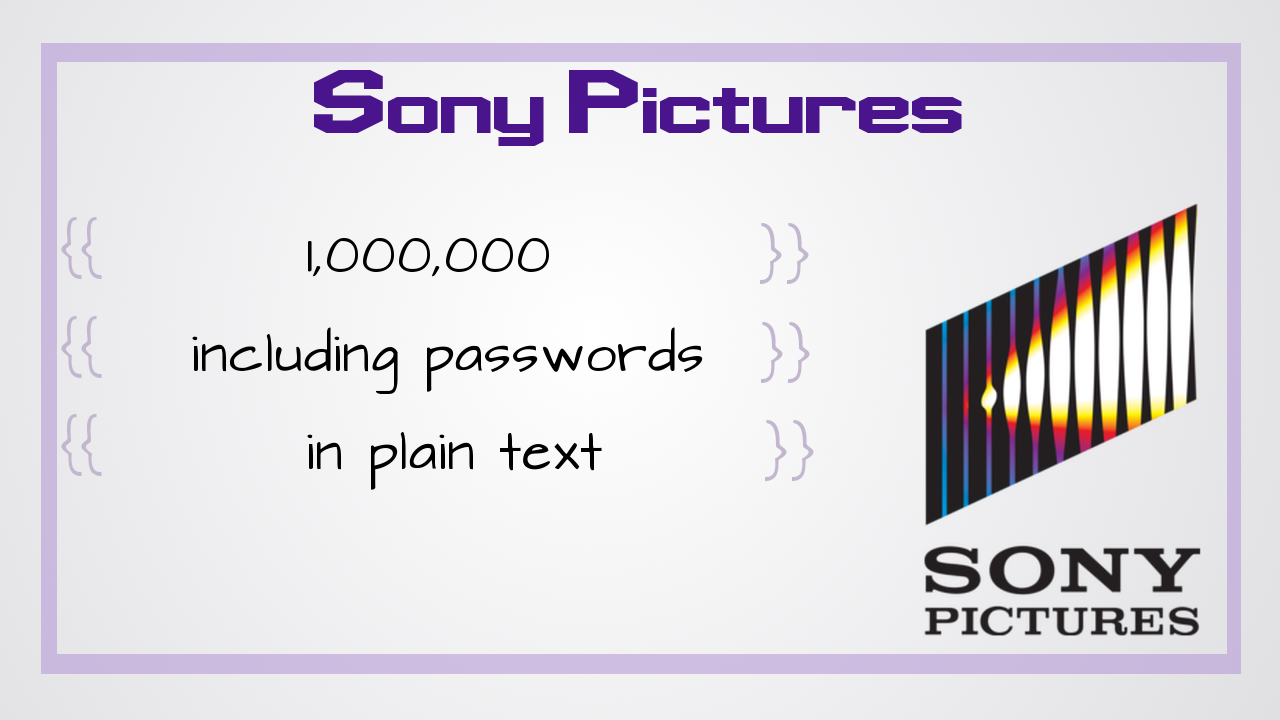 Sony Pictures
{{ 1,000,000 }}
{{ including passwords }}
{{ in plain text }}
SONY
PICTURES